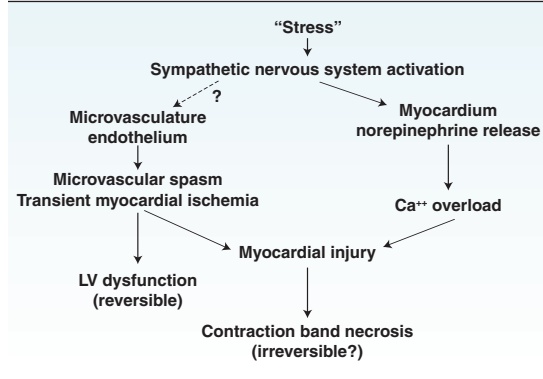 “Stress”
Sympathetic nervous system activation
?
Microvasculature
endothelium
Myocardium
norepinephrine release
Microvascular spasm
Transient myocardial ischemia
Ca⁺⁺ overload
Myocardial injury
LV dysfunction
(reversible)
Contraction band necrosis
(irreversible?)